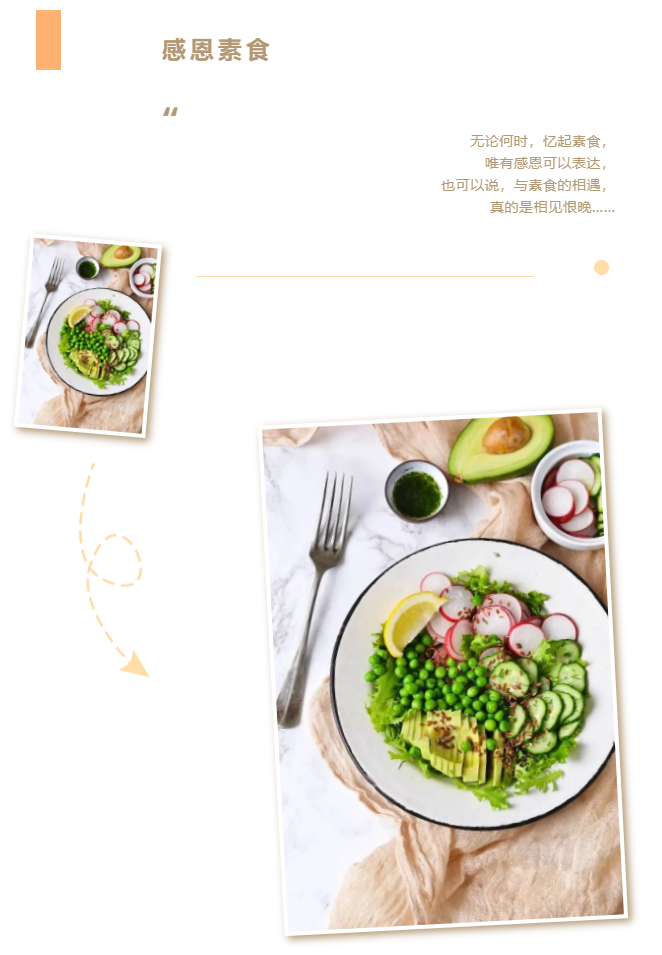 感恩素食
“
无论何时，忆起素食，
唯有感恩可以表达，
也可以说，与素食的相遇，
真的是相见恨晚......